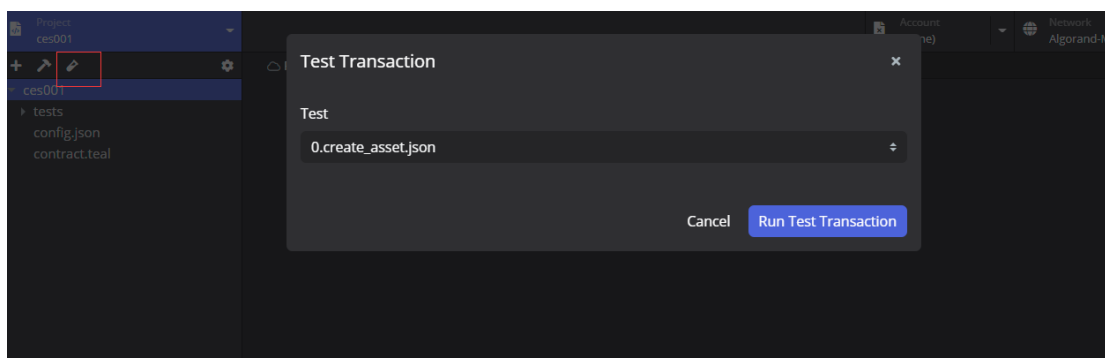 Project
ces001
Account
Network
Algorand-M
Test Transaction
ces001
Test
tests
config.json
0.create_asset.json
contract.teal
Cancel
Run Test Transaction